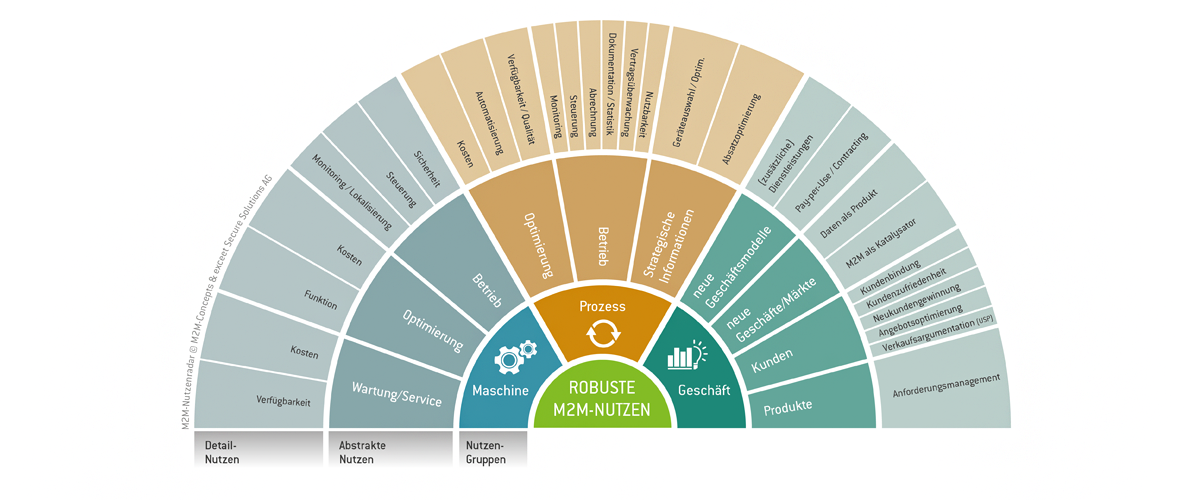 M2M-Nutzenradar © M2M-Concepts & exceet Secure Solutions AG
Verfügbarkeit
Kosten
Funktion
Kosten
Monitoring / Lokalisierung
Steuerung
Sicherheit
Kosten
Automatisierung
Verfügbarkeit / Qualität
Monitoring
Steuerung
Abrechnung
Dokumentation / Statistik
Vertragsüberwachung
Nutzbarkeit
Geräteauswahl / Optim.
Absatzoptimierung
(zusätzliche)
Dienstleistungen
Pay-per-Use / Contracting
Daten als Produkt
M2M als Katalysator
Kundenbindung
Kundenzufriedenheit
Neukundengewinnung
Angebotsoptimierung
Verkaufsargumentation (USP)
Anforderungsmanagement
Wartung/Service
Optimierung
Betrieb
Optimierung
Betrieb
Strategische
Informationen
neue
Geschäftsmodelle
neue
Geschäfte/Märkte
Kunden
Produkte
Maschine
Prozess
Geschäft
ROBUSTE
M2M-NUTZEN
Detail-
Nutzen
Abstrakte
Nutzen
Nutzen-
Gruppen